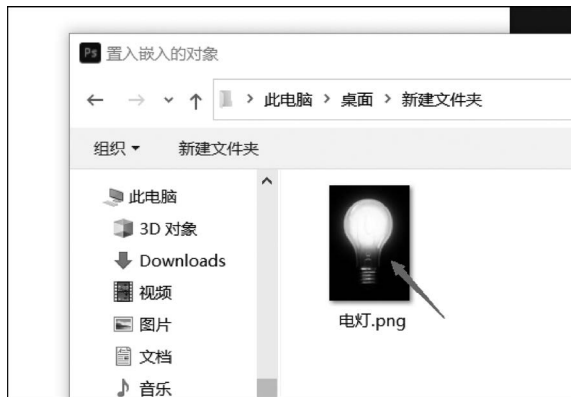 Ps 置入嵌入的对象
此电脑 > 桌面 > 新建文件夹
组织 新建文件夹
此电脑
3D 对象
Downloads
视频
图片
文档
音乐
电灯.png